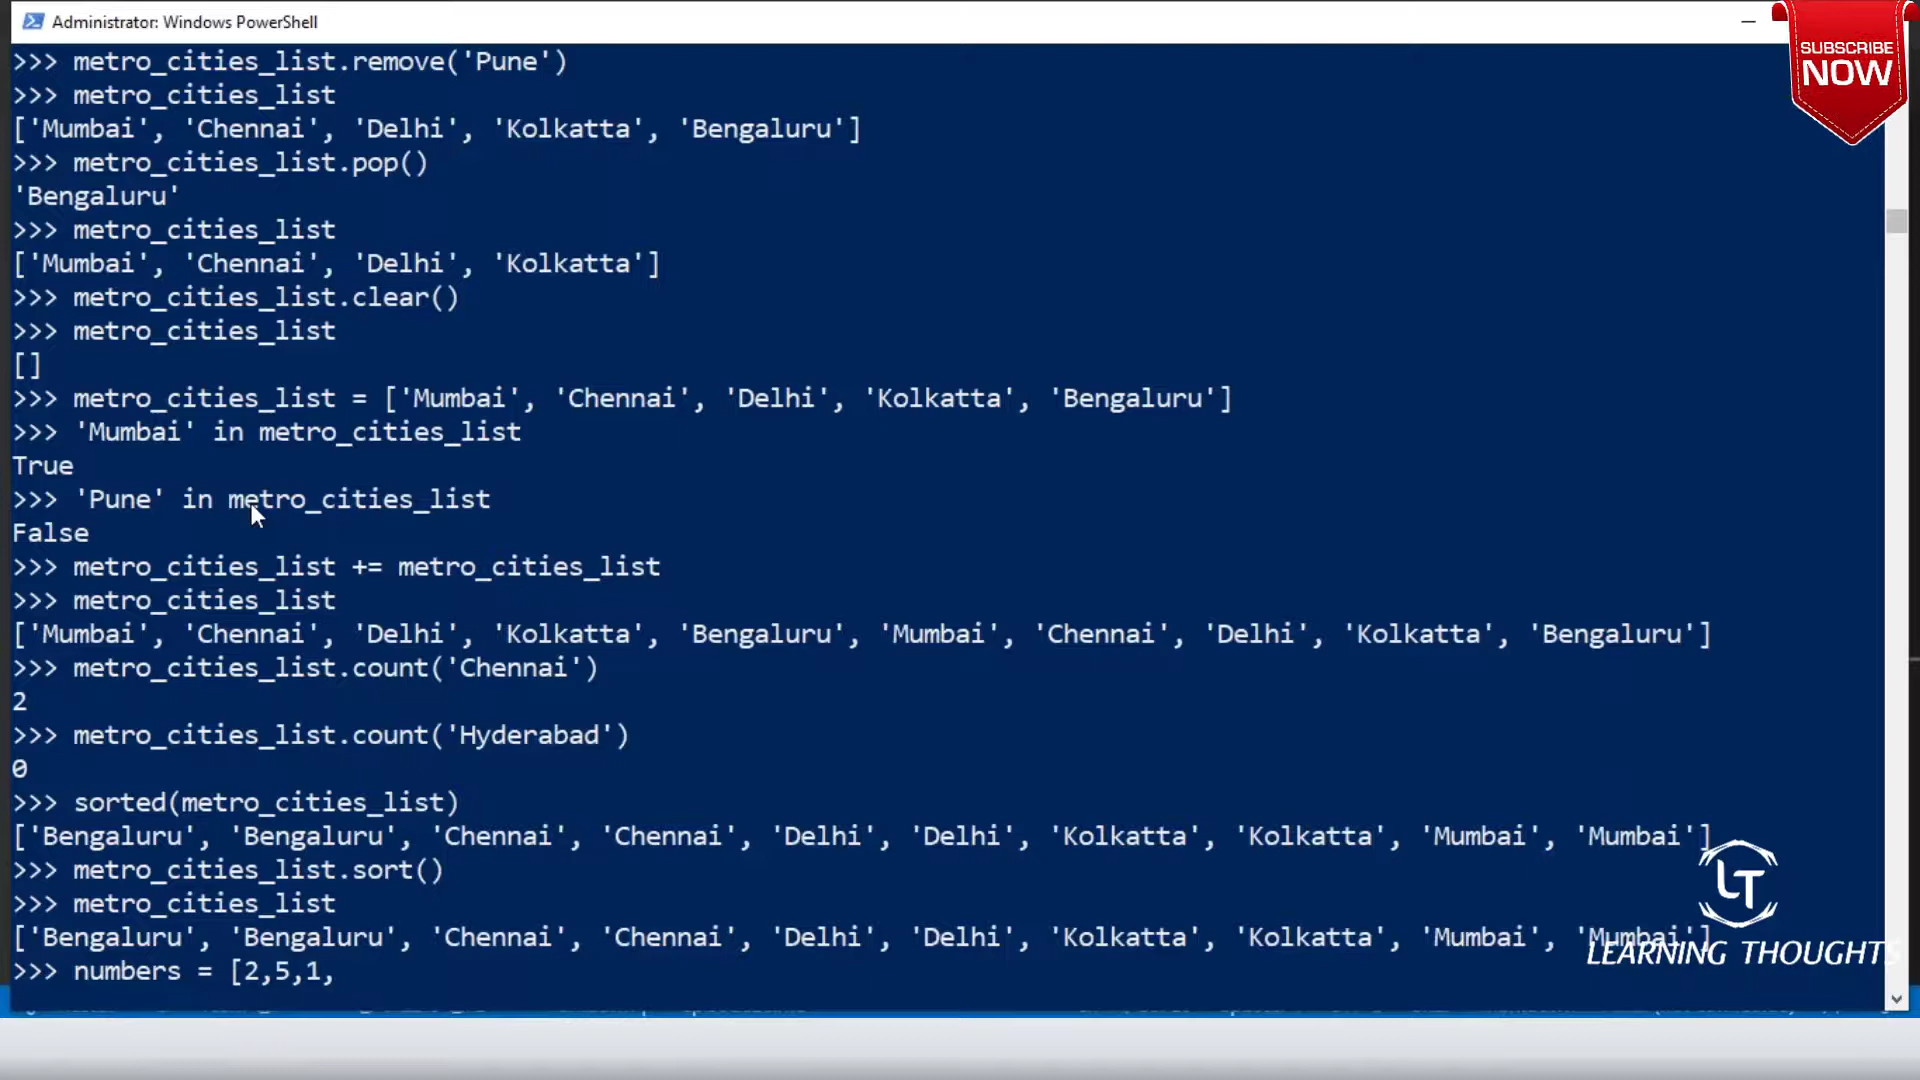 Administrator: Windows PowerShell
SUBSCRIBE
NOW
>>> metro_cities_list.remove('Pune')
>>> metro_cities_list
['Mumbai', 'Chennai', 'Delhi', 'Kolkatta', 'Bengaluru']
>>> metro_cities_list.pop()
'Bengaluru'
>>> metro_cities_list
['Mumbai', 'Chennai', 'Delhi', 'Kolkatta']
>>> metro_cities_list.clear()
>>> metro_cities_list
[]
>>> metro_cities_list = ['Mumbai', 'Chennai', 'Delhi', 'Kolkatta', 'Bengaluru']
>>> 'Mumbai' in metro_cities_list
True
>>> 'Pune' in metro_cities_list
False
>>> metro_cities_list += metro_cities_list
>>> metro_cities_list
['Mumbai', 'Chennai', 'Delhi', 'Kolkatta', 'Bengaluru', 'Mumbai', 'Chennai', 'Delhi', 'Kolkatta', 'Bengaluru']
>>> metro_cities_list.count('Chennai')
2
>>> metro_cities_list.count('Hyderabad')
0
>>> sorted(metro_cities_list)
['Bengaluru', 'Bengaluru', 'Chennai', 'Chennai', 'Delhi', 'Delhi', 'Kolkatta', 'Kolkatta', 'Mumbai', 'Mumbai']
>>> metro_cities_list.sort()
>>> metro_cities_list
['Bengaluru', 'Bengaluru', 'Chennai', 'Chennai', 'Delhi', 'Delhi', 'Kolkatta', 'Kolkatta', 'Mumbai', 'Mumbai']
>>> numbers = [2,5,1,
LT
LEARNING THOUGHTS